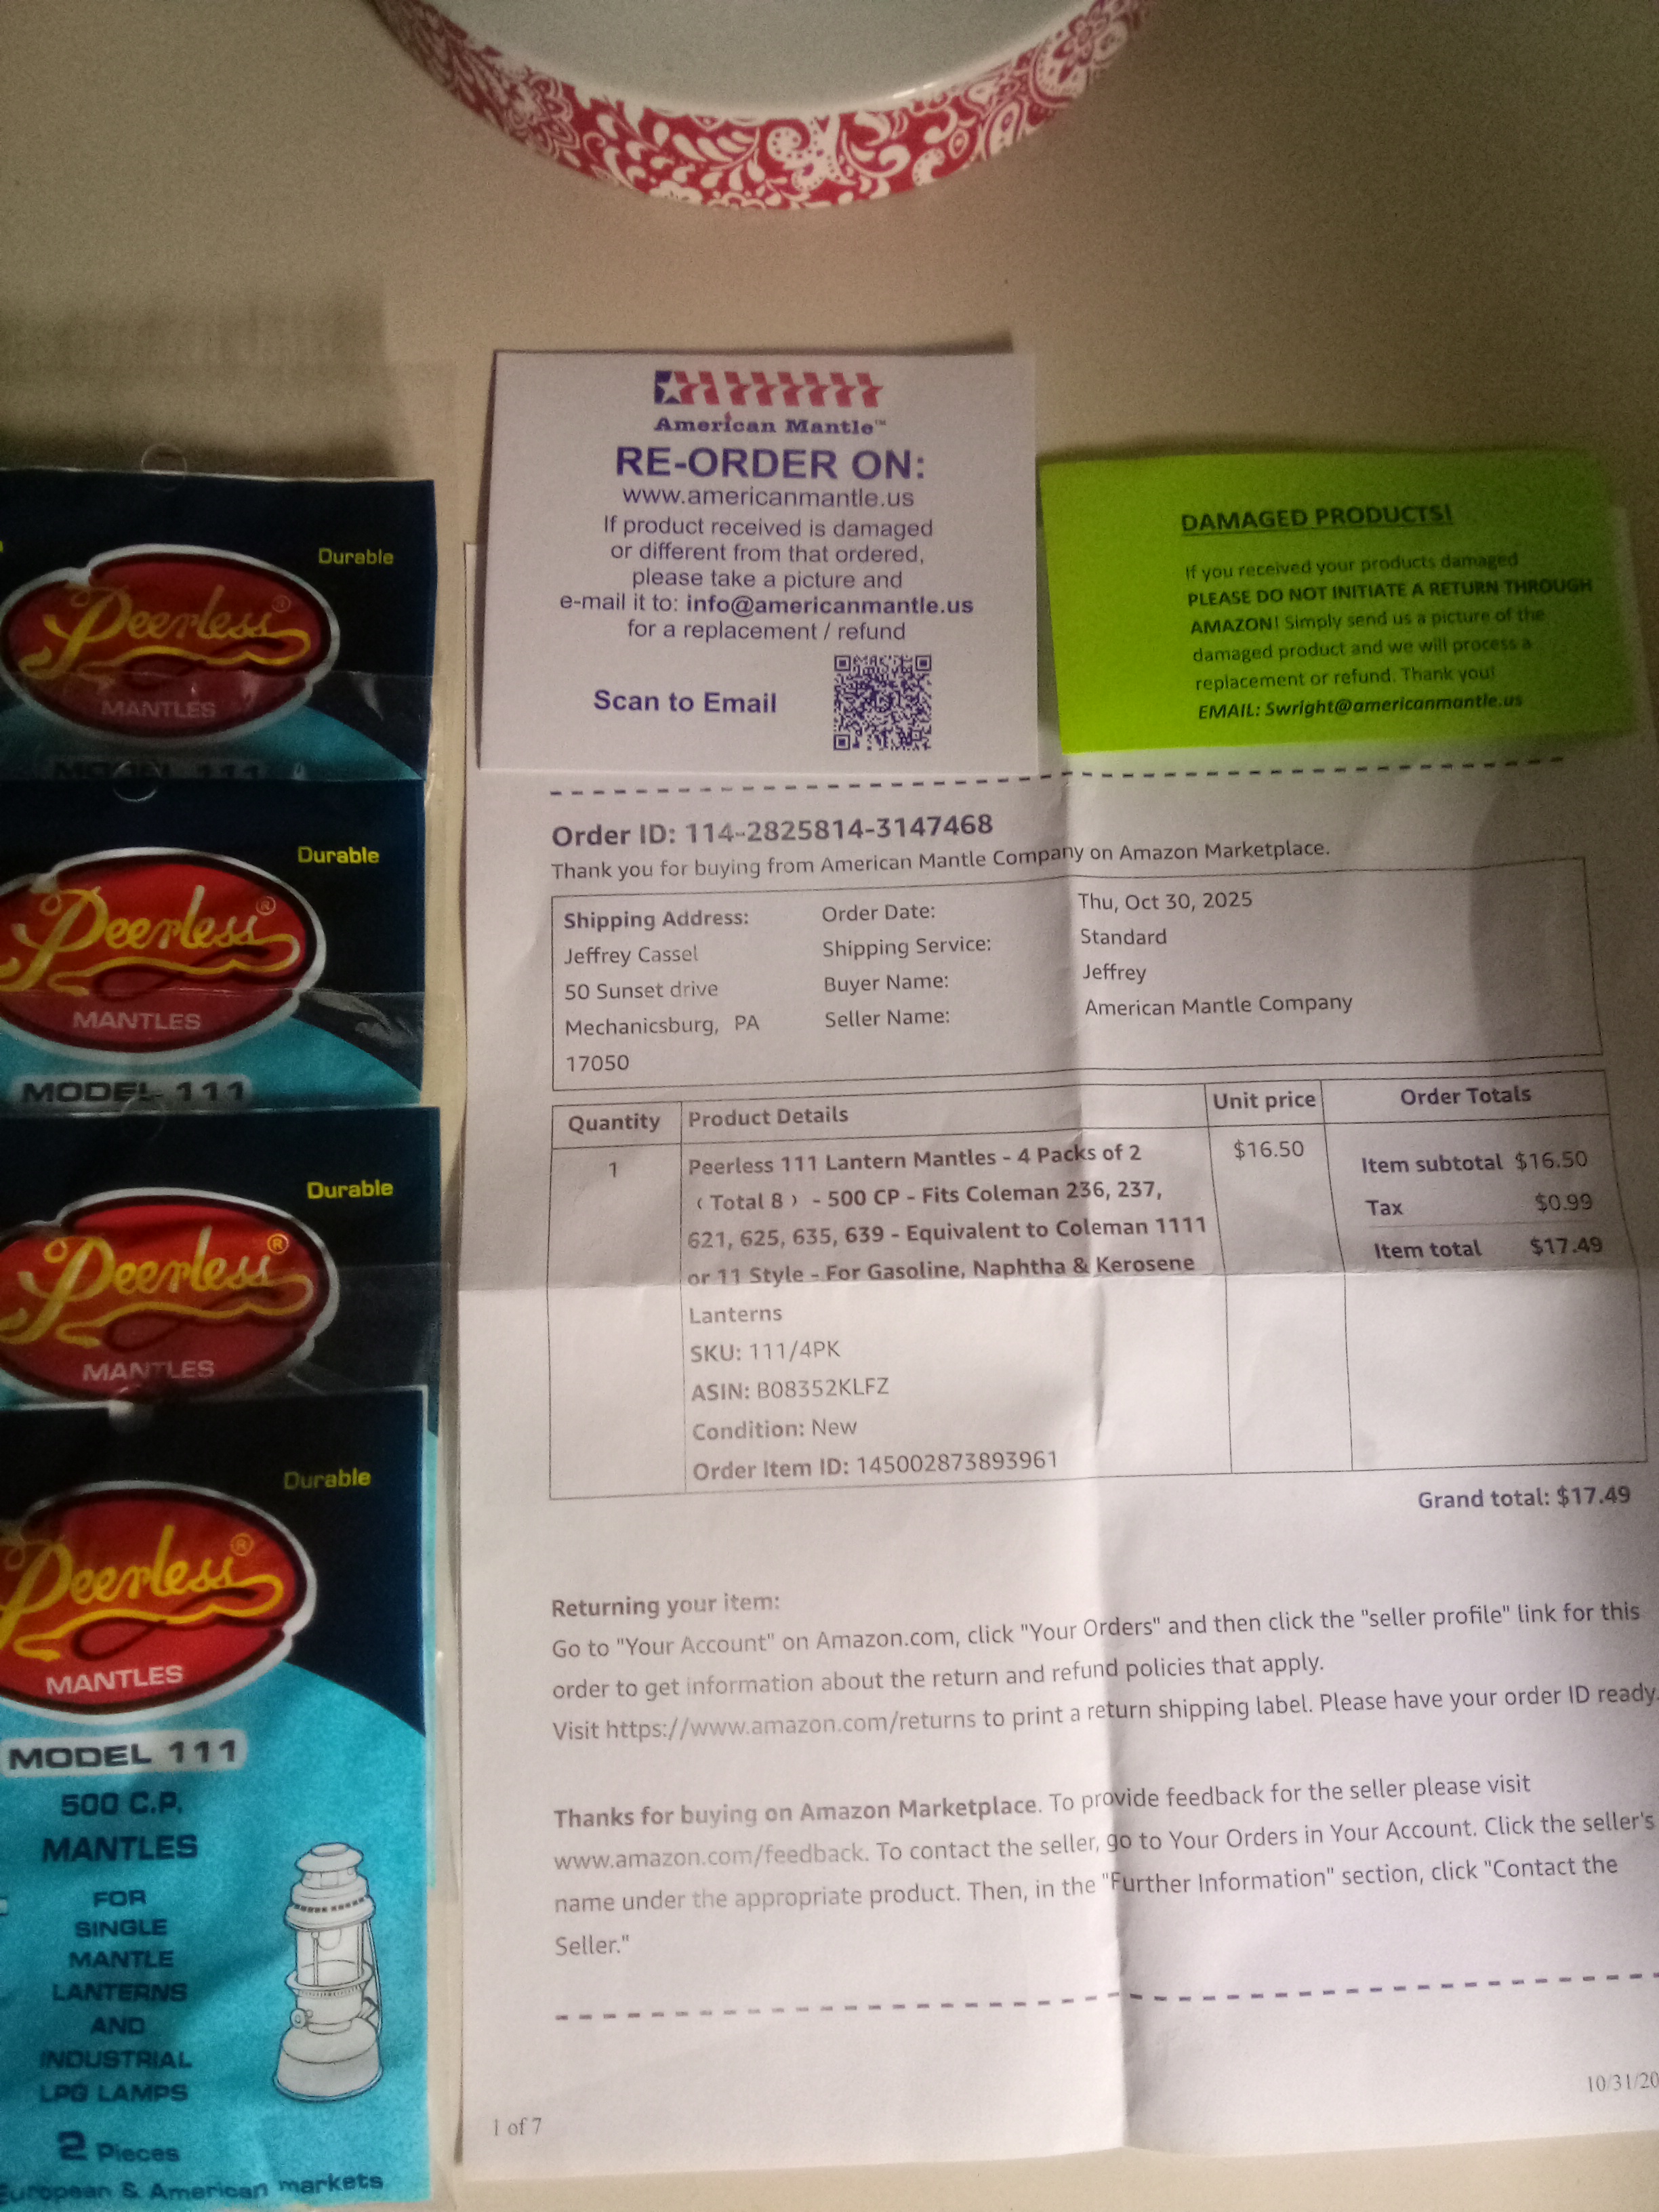 American Mantle™
RE-ORDER ON:
www.americanmantle.us
If product received is damaged
or different from that ordered,
please take a picture and
e-mail it to: info@americanmantle.us
for a replacement / refund
Scan to Email
DAMAGED PRODUCTS!
If you received your products damaged
PLEASE DO NOT INITIATE A RETURN THROUGH
AMAZON! Simply send us a picture of the
damaged product and we will process a
replacement or refund. Thank you!
EMAIL: Swright@americanmantle.us
Durable
Peerless®
MANTLES
MODEL 111
Durable
Peerless®
MANTLES
MODEL 111
Durable
Peerless®
MANTLES
Durable
Peerless®
MANTLES
MODEL 111
500 C.P.
MANTLES
FOR
SINGLE
MANTLE
LANTERNS
AND
INDUSTRIAL
LPG LAMPS
2 Pieces
European & American markets
Order ID: 114-2825814-3147468
Thank you for buying from American Mantle Company on Amazon Marketplace.
Shipping Address:
Jeffrey Cassel
50 Sunset drive
Mechanicsburg, PA
17050
Order Date: Thu, Oct 30, 2025
Shipping Service: Standard
Buyer Name: Jeffrey
Seller Name: American Mantle Company
Quantity Product Details Unit price Order Totals
1 Peerless 111 Lantern Mantles - 4 Packs of 2 $16.50 Item subtotal $16.50
( Total 8 ) - 500 CP - Fits Coleman 236, 237, Tax $0.99
621, 625, 635, 639 - Equivalent to Coleman 1111 Item total $17.49
or 11 Style - For Gasoline, Naphtha & Kerosene
Lanterns
SKU: 111/4PK
ASIN: B08352KLFZ
Condition: New
Order Item ID: 145002873893961
Grand total: $17.49
Returning your item:
Go to "Your Account" on Amazon.com, click "Your Orders" and then click the "seller profile" link for this
order to get information about the return and refund policies that apply.
Visit https://www.amazon.com/returns to print a return shipping label. Please have your order ID ready.
Thanks for buying on Amazon Marketplace. To provide feedback for the seller please visit
www.amazon.com/feedback. To contact the seller, go to Your Orders in Your Account. Click the seller's
name under the appropriate product. Then, in the "Further Information" section, click "Contact the
Seller."
1 of 7
10/31/20